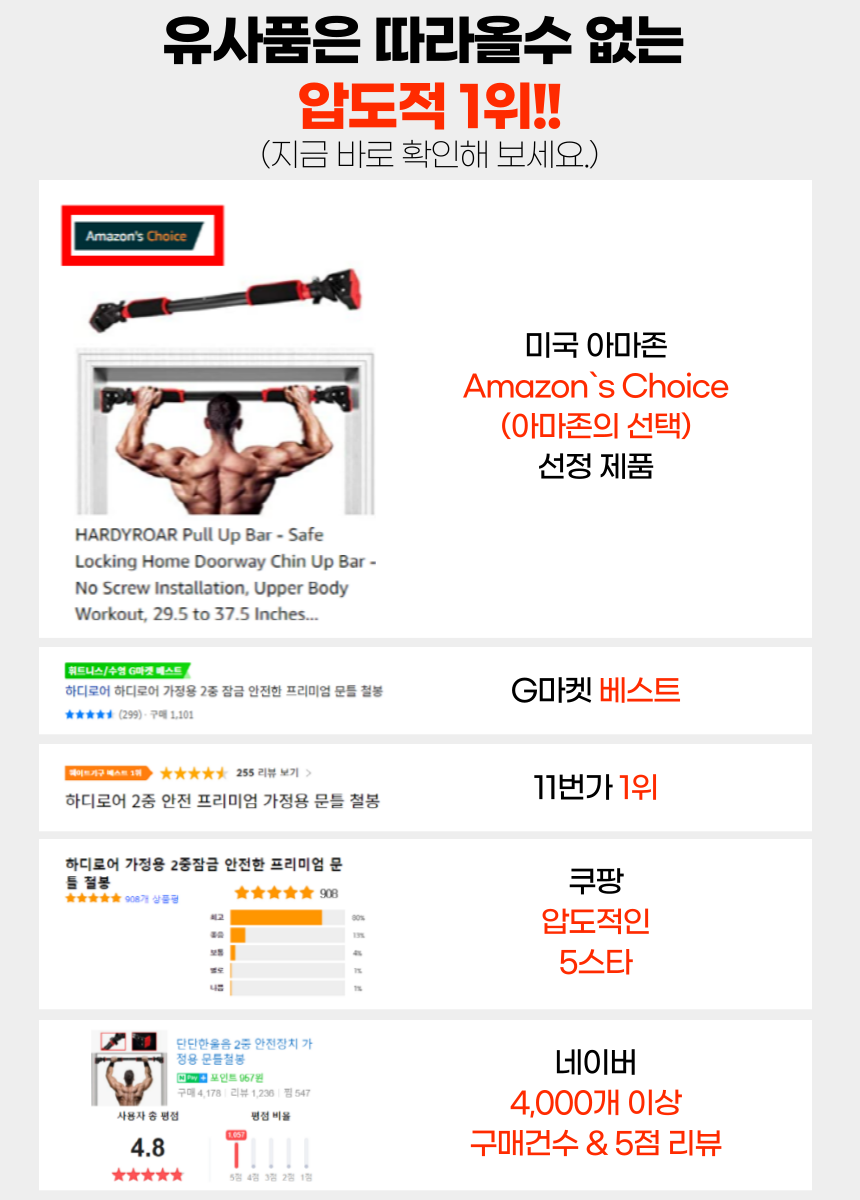 유사품은 따라올수 없는
압도적 1위!!
(지금 바로 확인해 보세요.)
Amazon's Choice
HARDYROAR Pull Up Bar - Safe
Locking Home Doorway Chin Up Bar -
No Screw Installation, Upper Body
Workout, 29.5 to 37.5 Inches...
미국 아마존
Amazon`s Choice
(아마존의 선택)
선정 제품
휘트니스/수영 G마켓 베스트
하디로어 하디로어 가정용 2중 잠금 안전한 프리미엄 문틀 철봉
(299) · 구매 1,101
G마켓 베스트
웨이트기구 베스트 1위
255 리뷰 보기 >
하디로어 2중 안전 프리미엄 가정용 문틀 철봉
11번가 1위
하디로어 가정용 2중잠금 안전한 프리미엄 문
틀 철봉
908개 상품평
908
최고 80%
좋음
보통 4%
별로 1%
나쁨 1%
쿠팡
압도적인
5스타
단단한율음 2중 안전장치 가
정용 문틀철봉
N Pay + 포인트 957원
구매 4,178 | 리뷰 1,236 | 찜 547
사용자 총 평점
4.8
평점 비율
1,057
5점 4점 3점 2점 1점
네이버
4,000개 이상
구매건수 & 5점 리뷰